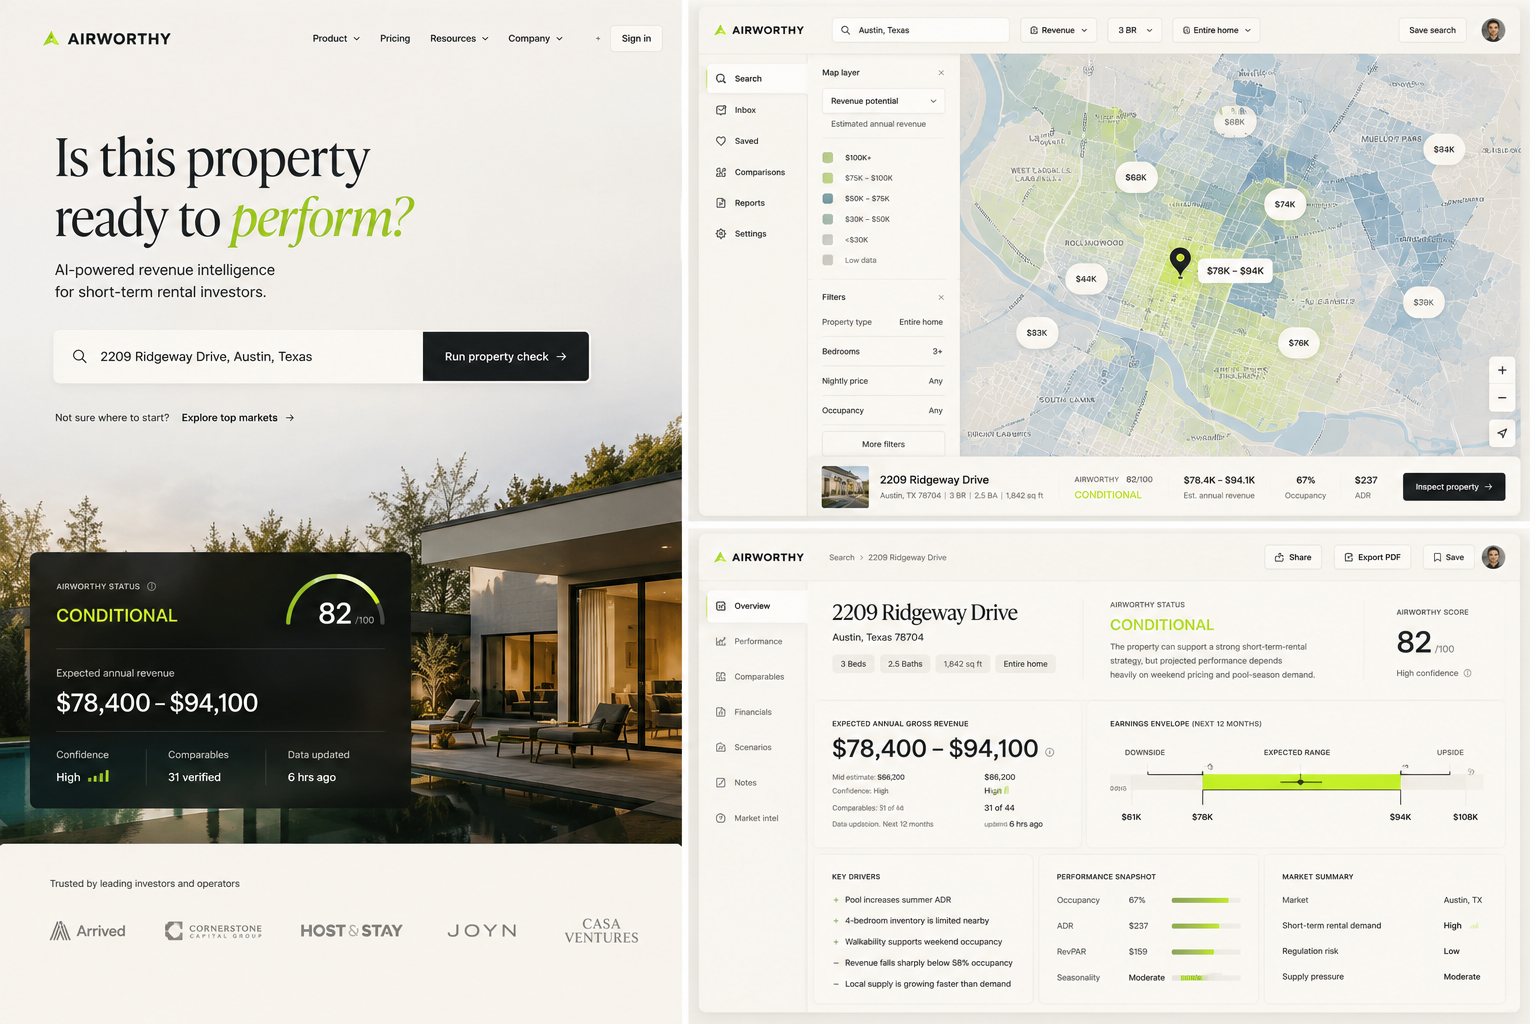 AIRWORTHY
Product
Pricing
Resources
Company
+
Sign in
Is this property
ready to perform?
AI-powered revenue intelligence
for short-term rental investors.
2209 Ridgeway Drive, Austin, Texas
Run property check →
Not sure where to start? Explore top markets →
AIRWORTHY STATUS
CONDITIONAL
82 /100
Expected annual revenue
$78,400 – $94,100
Confidence
High
Comparables
31 verified
Data updated
6 hrs ago
Trusted by leading investors and operators
Arrived
CORNERSTONE
CAPITAL GROUP
HOST & STAY
JOYN
CASA
VENTURES
AIRWORTHY
Austin, Texas
Revenue
3 BR
Entire home
Save search
Search
Inbox
Saved
Comparisons
Reports
Settings
Map layer
Revenue potential
Estimated annual revenue
$100K+
$75K – $100K
$50K – $75K
$30K – $50K
<$30K
Low data
Filters
Property type Entire home
Bedrooms 3+
Nightly price Any
Occupancy Any
More filters
$68K
$84K
$68K
$74K
ROLLINGWOOD
$78K – $94K
$44K
$38K
$83K
$76K
2209 Ridgeway Drive
Austin, TX 78704 | 3 BR | 2.5 BA | 1,842 sq ft
AIRWORTHY 82/100
CONDITIONAL
$78.4K – $94.1K
Est. annual revenue
67%
Occupancy
$237
ADR
Inspect property →
AIRWORTHY
Search > 2209 Ridgeway Drive
Share
Export PDF
Save
Overview
Performance
Comparables
Financials
Scenarios
Notes
Market intel
2209 Ridgeway Drive
Austin, Texas 78704
3 Beds
2.5 Baths
1,842 sq ft
Entire home
AIRWORTHY STATUS
CONDITIONAL
The property can support a strong short-term-rental
strategy, but projected performance depends
heavily on weekend pricing and pool-season demand.
AIRWORTHY SCORE
82 /100
High confidence
EXPECTED ANNUAL GROSS REVENUE
$78,400 – $94,100
Mid estimate: $86,200 $86,200
Confidence: High
Comparables: 31 of 44
Data updation. Next 12 months 6 hrs ago
EARNINGS ENVELOPE (NEXT 12 MONTHS)
DOWNSIDE
EXPECTED RANGE
UPSIDE
$61K
$78K
$94K
$108K
KEY DRIVERS
+ Pool increases summer ADR
+ 4-bedroom inventory is limited nearby
+ Walkability supports weekend occupancy
– Revenue falls sharply below 58% occupancy
– Local supply is growing faster than demand
PERFORMANCE SNAPSHOT
Occupancy 67%
ADR $237
RevPAR $159
Seasonality Moderate
MARKET SUMMARY
Market Austin, TX
Short-term rental demand High
Regulation risk Low
Supply pressure Moderate